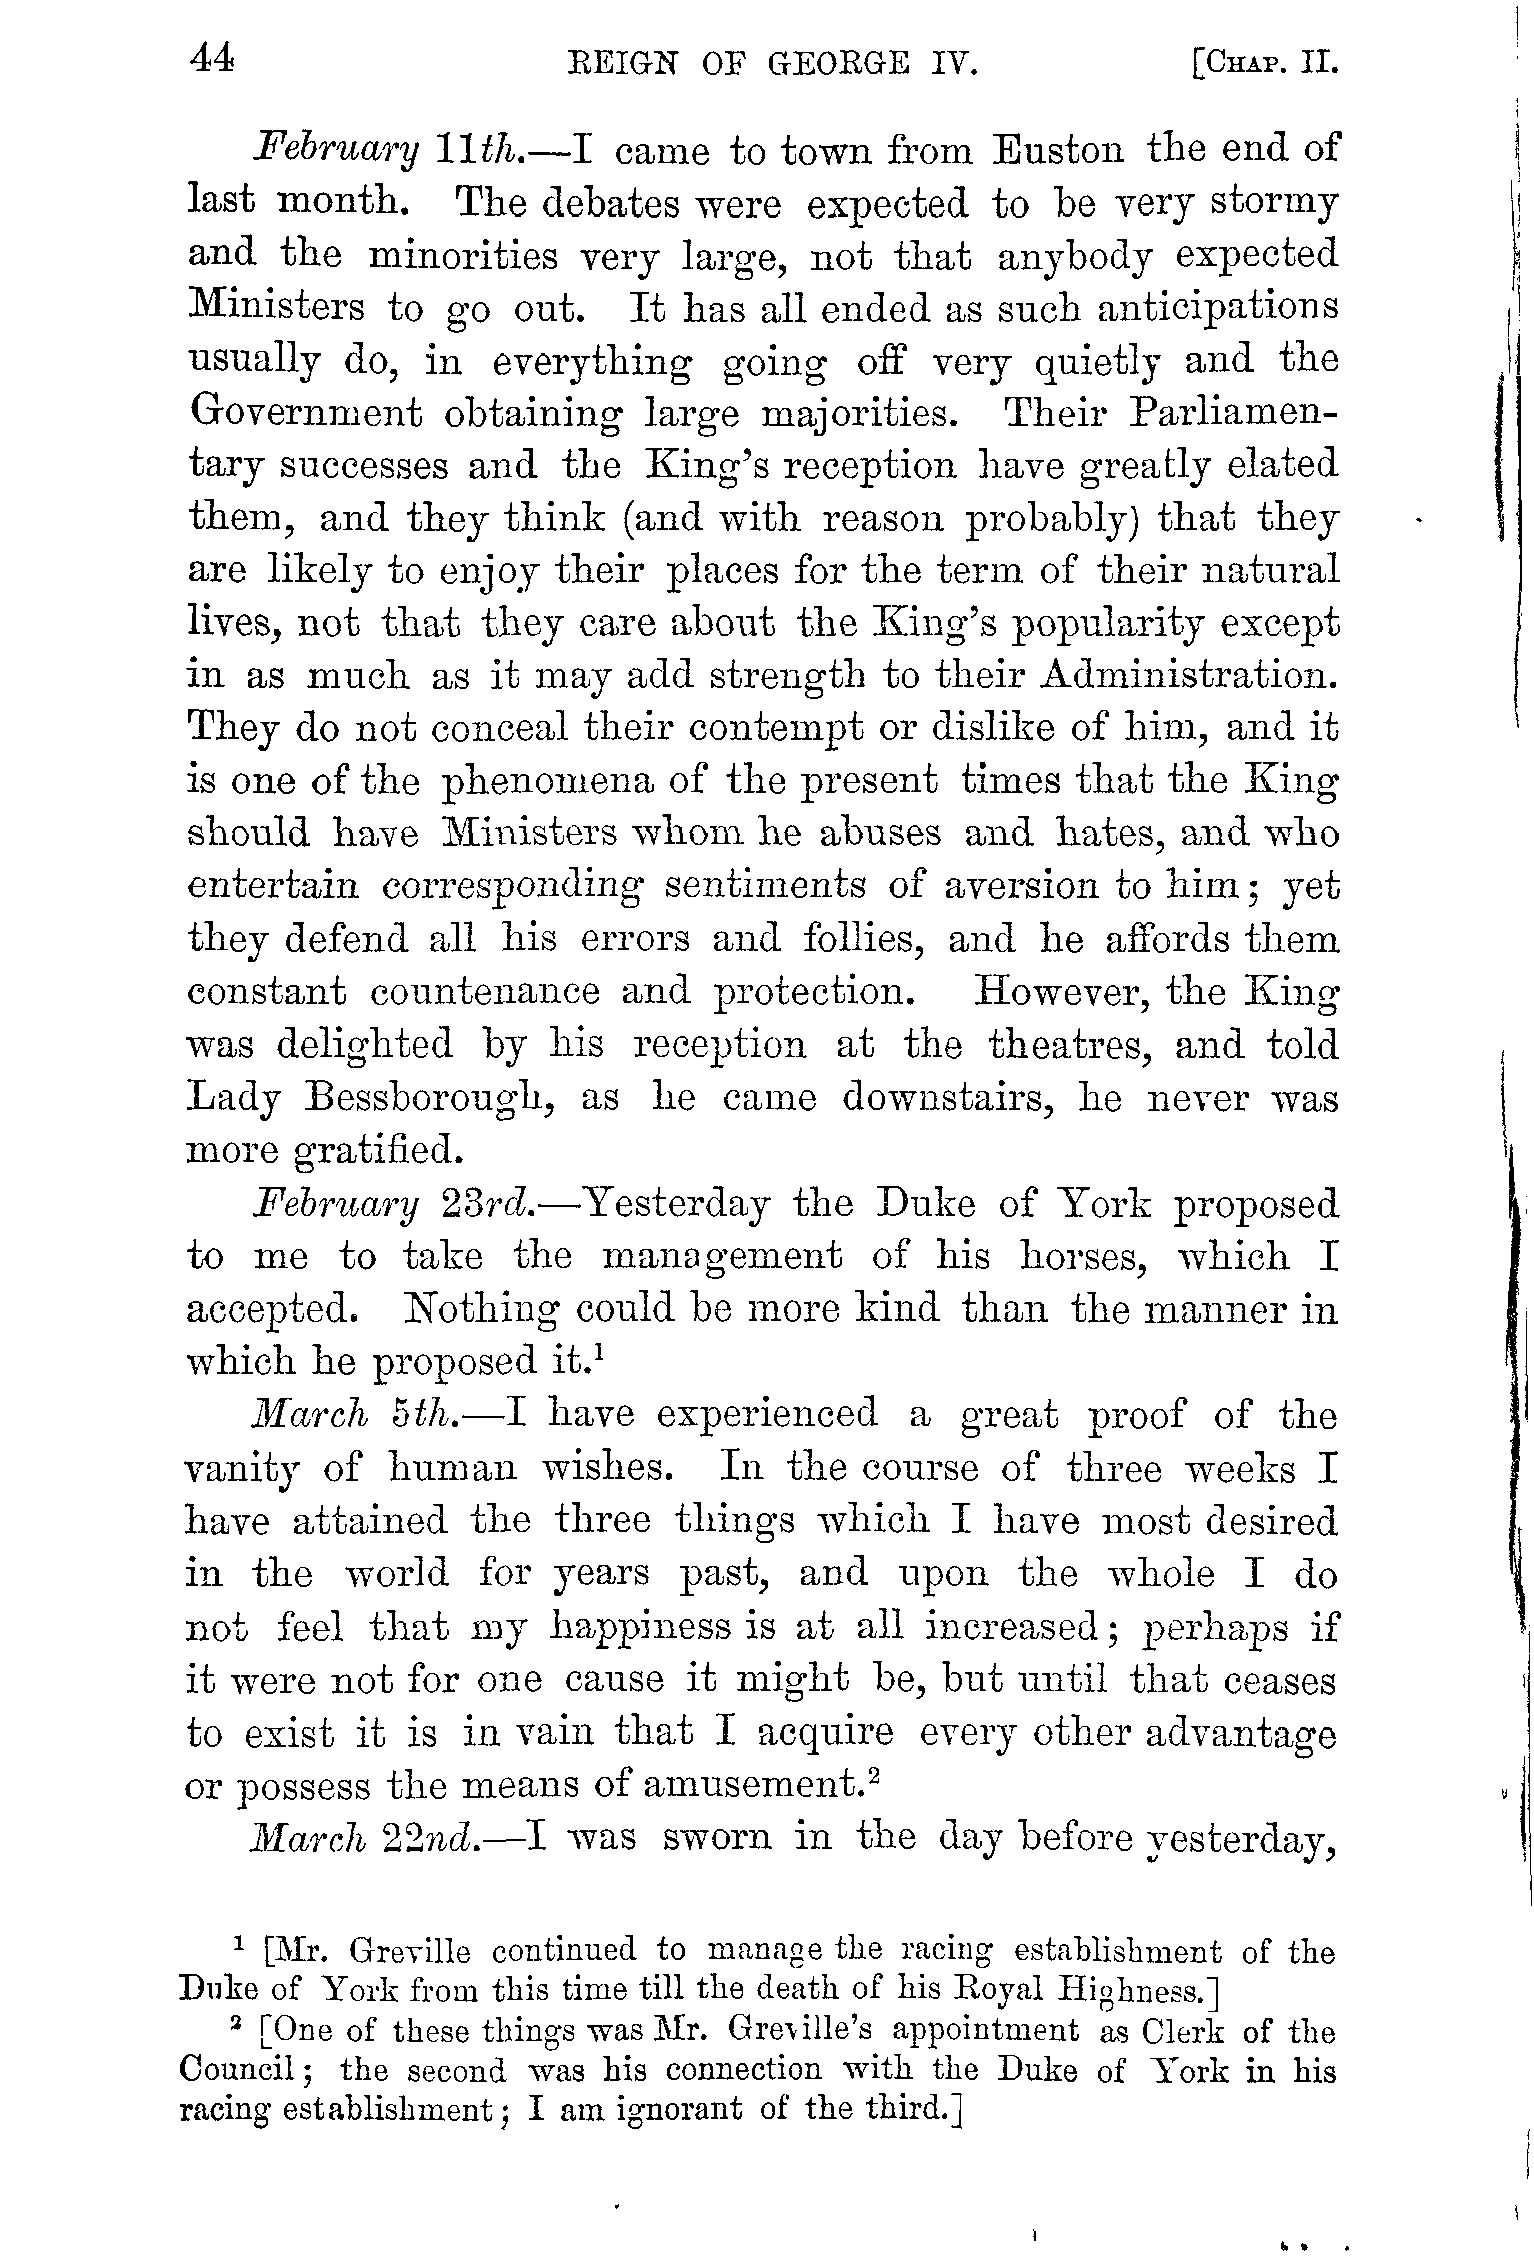 44 REIGN OF GEORGE IV. [CHAP. II.
February 11th.—I came to town from Euston the end of
last month. The debates were expected to be very stormy
and the minorities very large, not that anybody expected
Ministers to go out. It has all ended as such anticipations
usually do, in everything going off very quietly and the
Government obtaining large majorities. Their Parliamen-
tary successes and the King's reception have greatly elated
them, and they think (and with reason probably) that they
are likely to enjoy their places for the term of their natural
lives, not that they care about the King's popularity except
in as much as it may add strength to their Administration.
They do not conceal their contempt or dislike of him, and it
is one of the phenomena of the present times that the King
should have Ministers whom he abuses and hates, and who
entertain corresponding sentiments of aversion to him; yet
they defend all his errors and follies, and he affords them
constant countenance and protection. However, the King
was delighted by his reception at the theatres, and told
Lady Bessborough, as he came downstairs, he never was
more gratified.
February 23rd.—Yesterday the Duke of York proposed
to me to take the management of his horses, which I
accepted. Nothing could be more kind than the manner in
which he proposed it.¹
March 5th.—I have experienced a great proof of the
vanity of human wishes. In the course of three weeks I
have attained the three things which I have most desired
in the world for years past, and upon the whole I do
not feel that my happiness is at all increased; perhaps if
it were not for one cause it might be, but until that ceases
to exist it is in vain that I acquire every other advantage
or possess the means of amusement.²
March 22nd.—I was sworn in the day before yesterday,
¹ [Mr. Greville continued to manage the racing establishment of the
Duke of York from this time till the death of his Royal Highness.]
² [One of these things was Mr. Greville's appointment as Clerk of the
Council; the second was his connection with the Duke of York in his
racing establishment; I am ignorant of the third.]